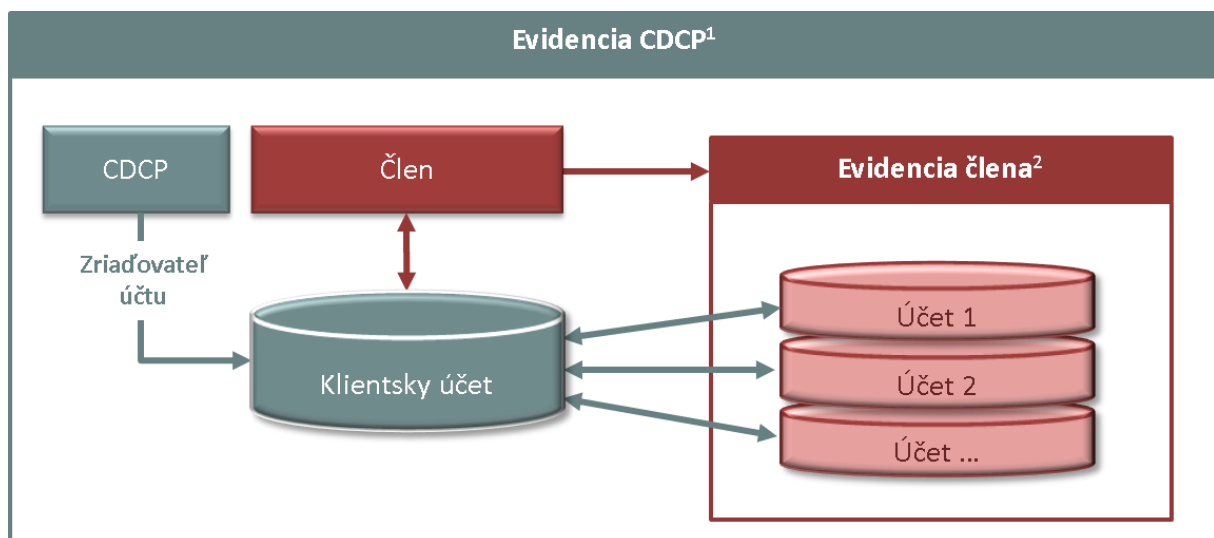 Evidencia CDCP¹
CDCP
Člen
Evidencia člena²
Zriaďovateľ
účtu
Klientsky účet
Účet 1
Účet 2
Účet ...